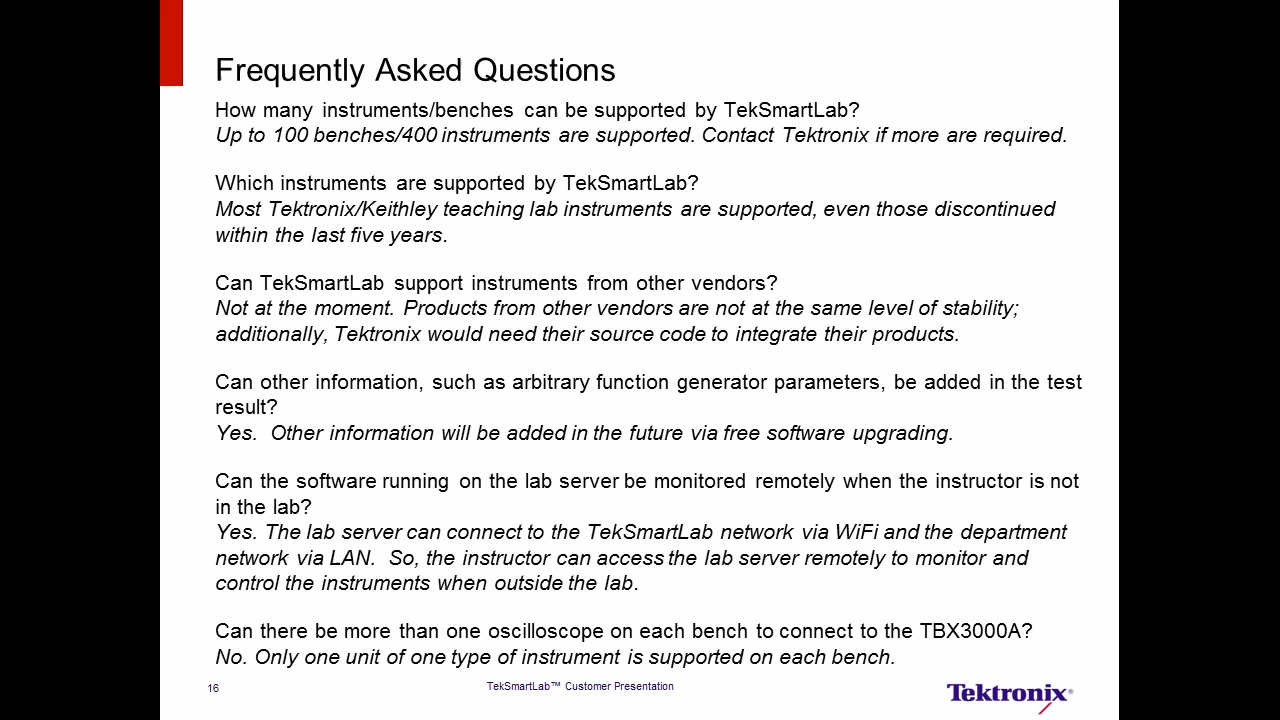 Frequently Asked Questions
How many instruments/benches can be supported by TekSmartLab?
Up to 100 benches/400 instruments are supported. Contact Tektronix if more are required.
Which instruments are supported by TekSmartLab?
Most Tektronix/Keithley teaching lab instruments are supported, even those discontinued
within the last five years.
Can TekSmartLab support instruments from other vendors?
Not at the moment. Products from other vendors are not at the same level of stability;
additionally, Tektronix would need their source code to integrate their products.
Can other information, such as arbitrary function generator parameters, be added in the test
result?
Yes. Other information will be added in the future via free software upgrading.
Can the software running on the lab server be monitored remotely when the instructor is not
in the lab?
Yes. The lab server can connect to the TekSmartLab network via WiFi and the department
network via LAN. So, the instructor can access the lab server remotely to monitor and
control the instruments when outside the lab.
Can there be more than one oscilloscope on each bench to connect to the TBX3000A?
No. Only one unit of one type of instrument is supported on each bench.
16
TekSmartLab™ Customer Presentation
Tektronix®